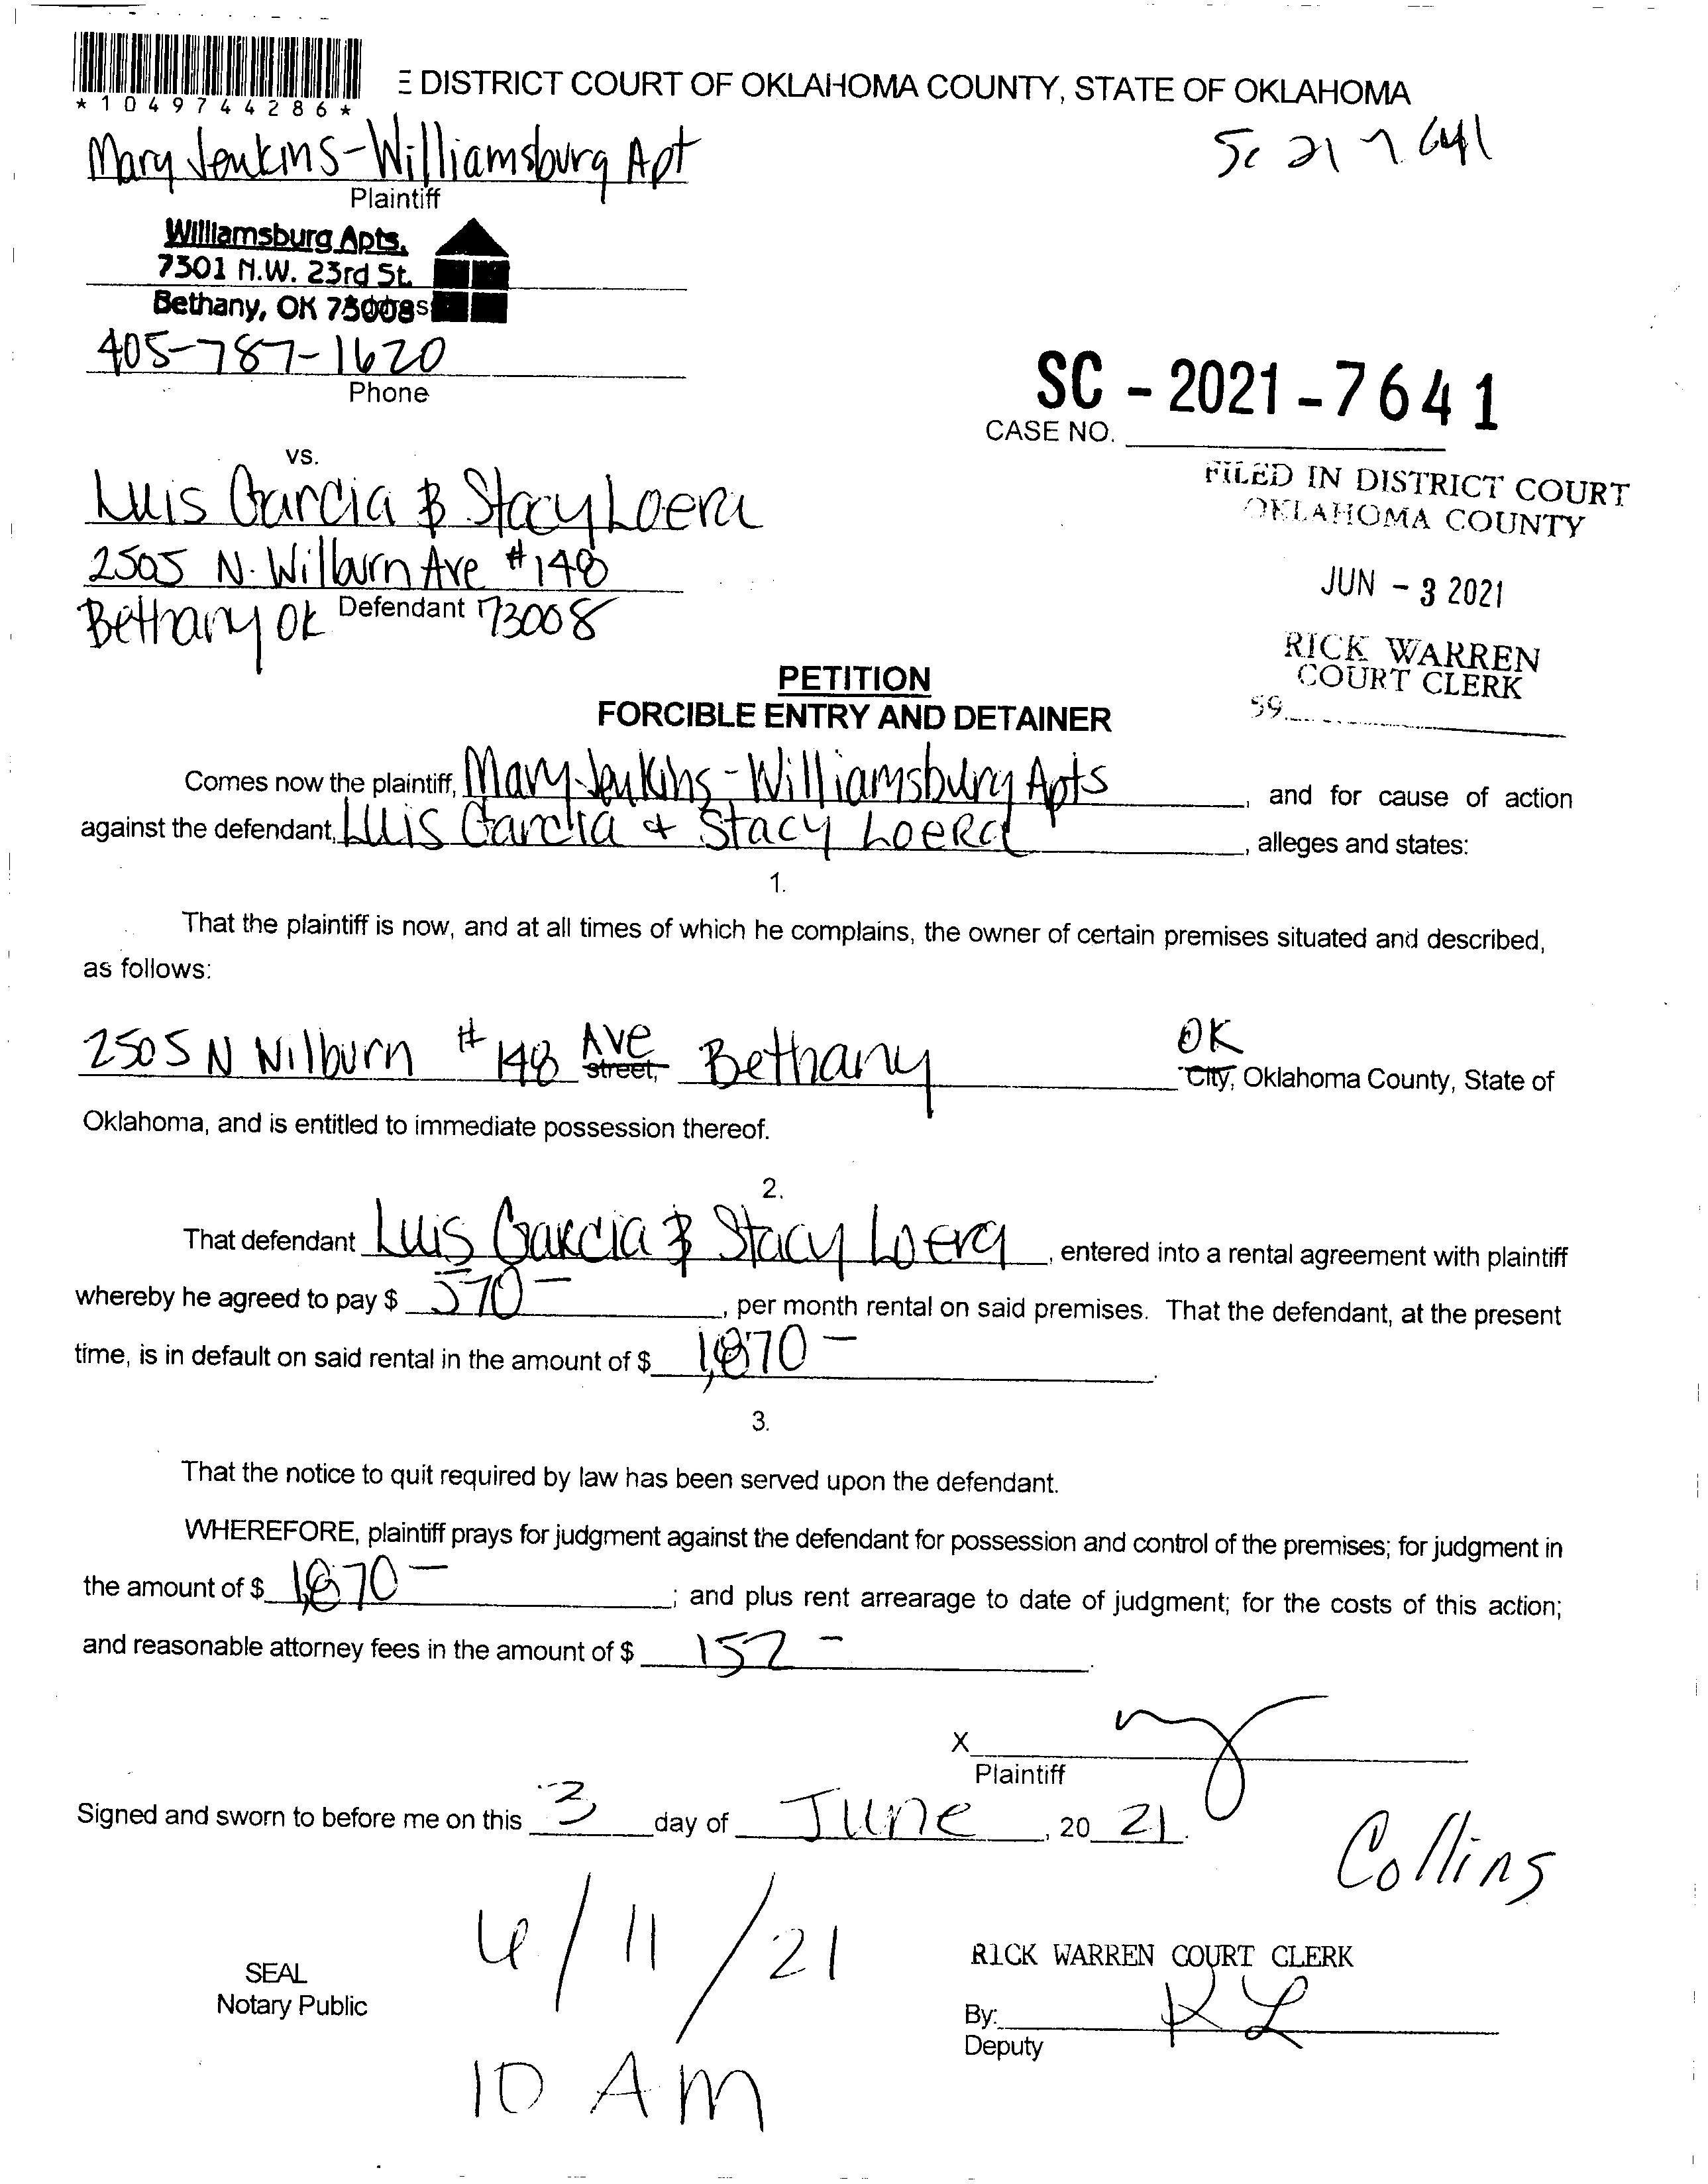 *1049744286*
E DISTRICT COURT OF OKLAHOMA COUNTY, STATE OF OKLAHOMA
Mary Jenkins-Williamsburg Apt
Sc 21 7641
Plaintiff
Williamsburg Apts.
7301 N.W. 23rd St.
Bethany, OK 73008
405-787-1620
Phone
SC - 2021 - 7641
CASE NO.
vs.
Luis Garcia & Stacy Loera
FILED IN DISTRICT COURT
OKLAHOMA COUNTY
2505 N. Wilburn Ave #148
JUN - 3 2021
Bethany OK Defendant 73008
RICK WARREN
COURT CLERK
59
PETITION
FORCIBLE ENTRY AND DETAINER
Comes now the plaintiff, Mary Jenkins-Williamsburg Apts, and for cause of action
against the defendant, Luis Garcia & Stacy Loera, alleges and states:
1.
That the plaintiff is now, and at all times of which he complains, the owner of certain premises situated and described,
as follows:
2505 N Wilburn #148 Ave street, Bethany OK City, Oklahoma County, State of
Oklahoma, and is entitled to immediate possession thereof.
2.
That defendant Luis Garcia & Stacy Loera, entered into a rental agreement with plaintiff
whereby he agreed to pay $ 570-, per month rental on said premises. That the defendant, at the present
time, is in default on said rental in the amount of $ 1,870-.
3.
That the notice to quit required by law has been served upon the defendant.
WHEREFORE, plaintiff prays for judgment against the defendant for possession and control of the premises; for judgment in
the amount of $ 1,870-; and plus rent arrearage to date of judgment; for the costs of this action;
and reasonable attorney fees in the amount of $ 152-.
X
Plaintiff
Signed and sworn to before me on this 3 day of June, 20 21.
Collins
6/11/21
RICK WARREN COURT CLERK
SEAL
Notary Public
By: KL
Deputy
10 AM